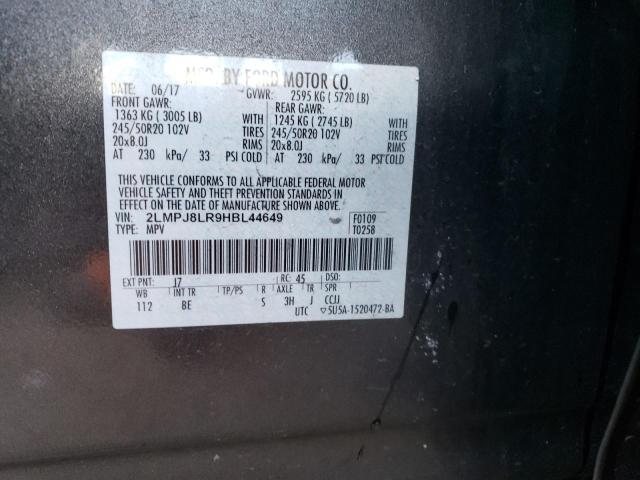 MFD. BY FORD MOTOR CO.
DATE: 06/17 GVWR: 2595 KG ( 5720 LB)
FRONT GAWR: REAR GAWR:
1363 KG ( 3005 LB) WITH 1245 KG ( 2745 LB) WITH
245/50R20 102V TIRES 245/50R20 102V TIRES
20x8.0J RIMS 20x8.0J RIMS
AT 230 kPa/ 33 PSI COLD AT 230 kPa/ 33 PSI COLD
THIS VEHICLE CONFORMS TO ALL APPLICABLE FEDERAL MOTOR
VEHICLE SAFETY AND THEFT PREVENTION STANDARDS IN
EFFECT ON THE DATE OF MANUFACTURE SHOWN ABOVE.
VIN: 2LMPJ8LR9HBL44649 F0109
TYPE: MPV T0258
EXT PNT: J7 RC: 45 DSO:
WB INT TR TP/PS R AXLE TR SPR
112 BE S 3H J CCJJ
UTC ▽5U5A-1520472-BA